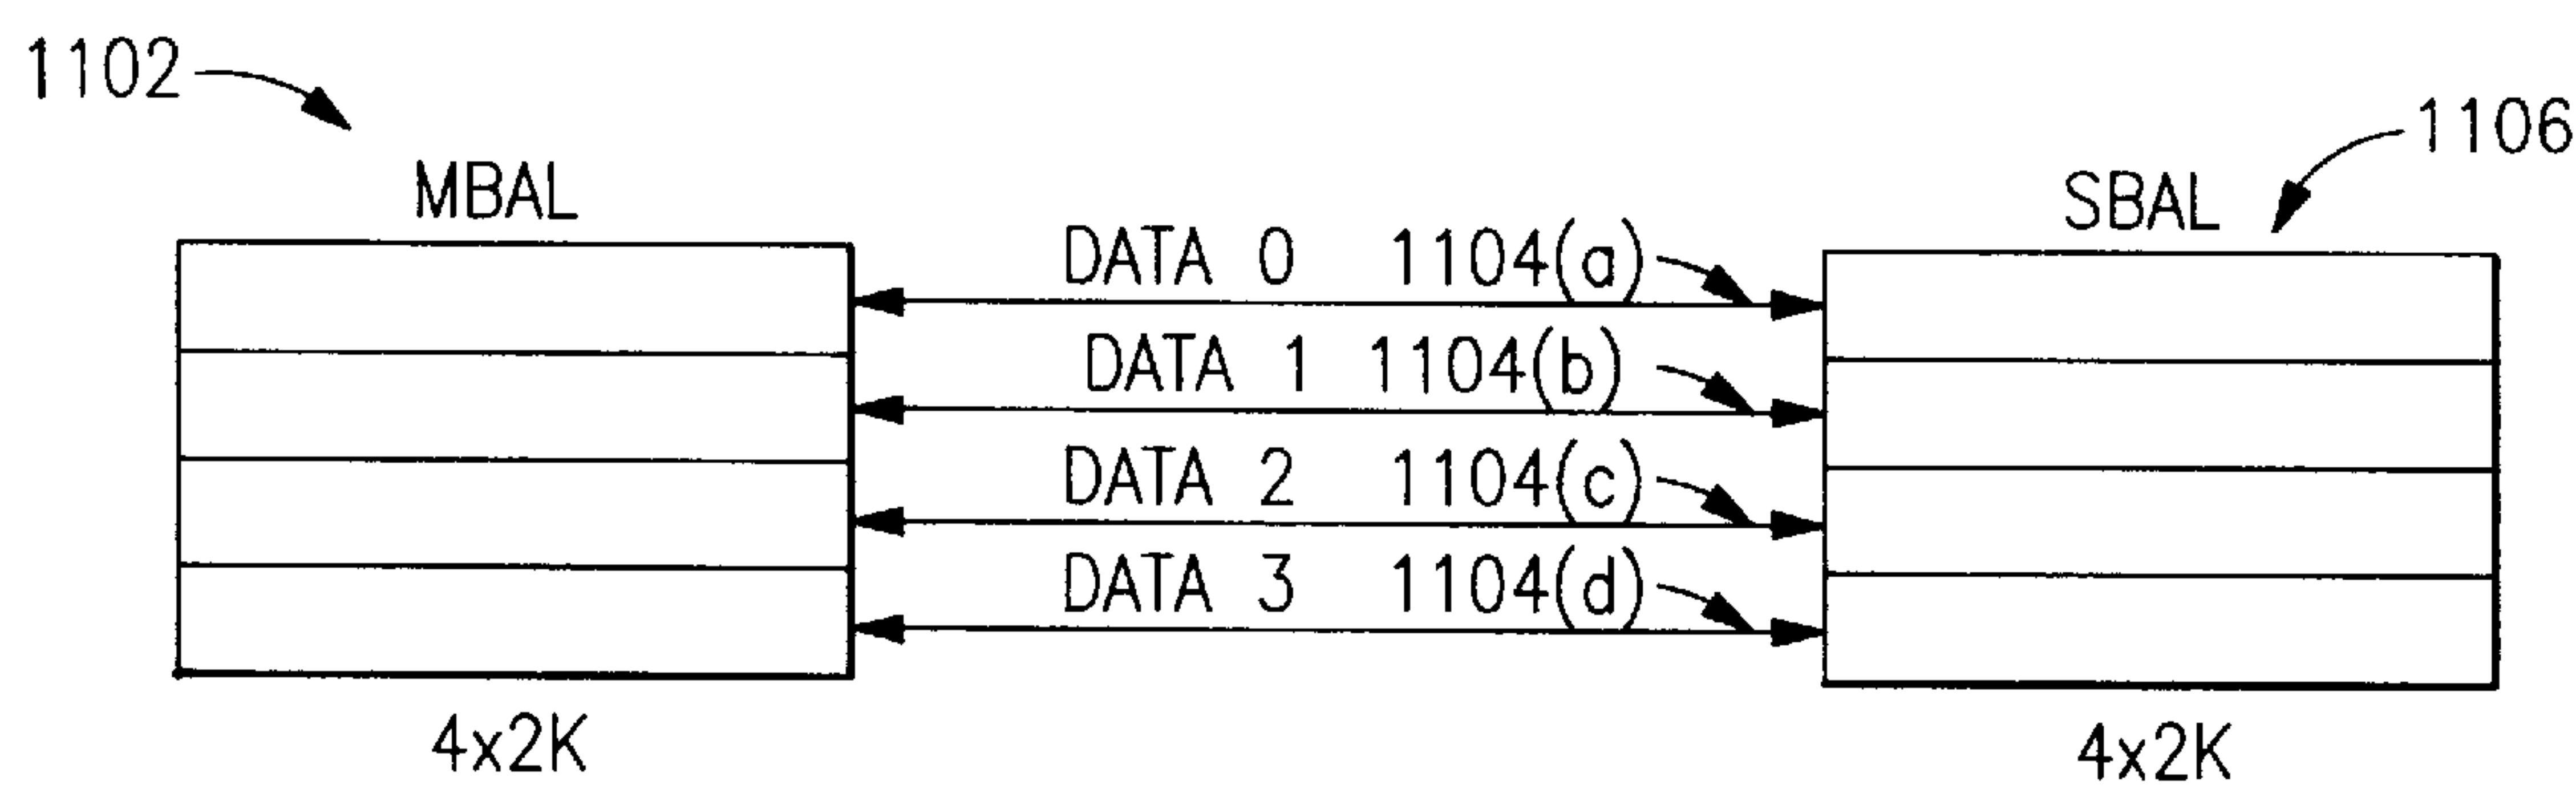 1102
1106
MBAL
SBAL
DATA 0 1104(a)
DATA 1 1104(b)
DATA 2 1104(c)
DATA 3 1104(d)
4x2K
4x2K